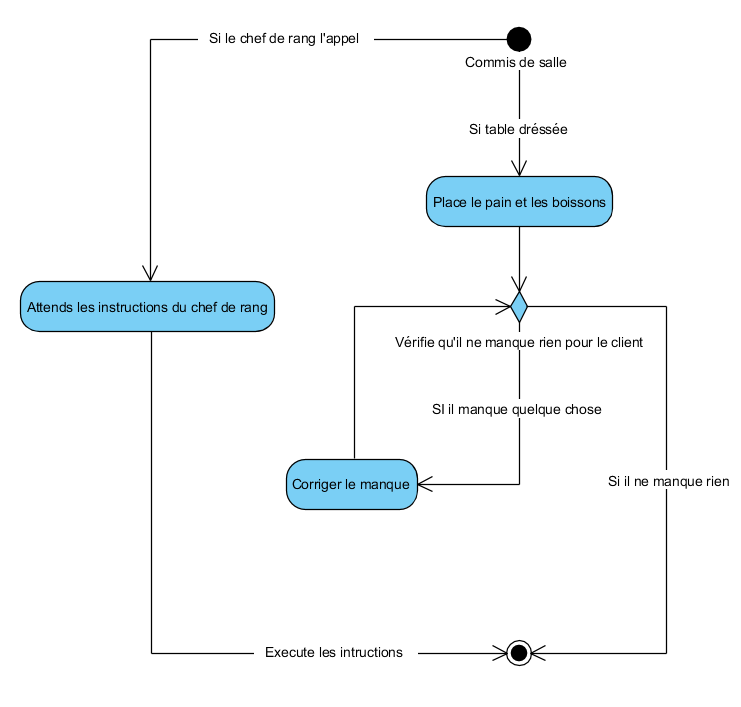 Si le chef de rang l'appel
Commis de salle
Si table dréssée
Place le pain et les boissons
Attends les instructions du chef de rang
Vérifie qu'il ne manque rien pour le client
SI il manque quelque chose
Corriger le manque
Si il ne manque rien
Execute les intructions